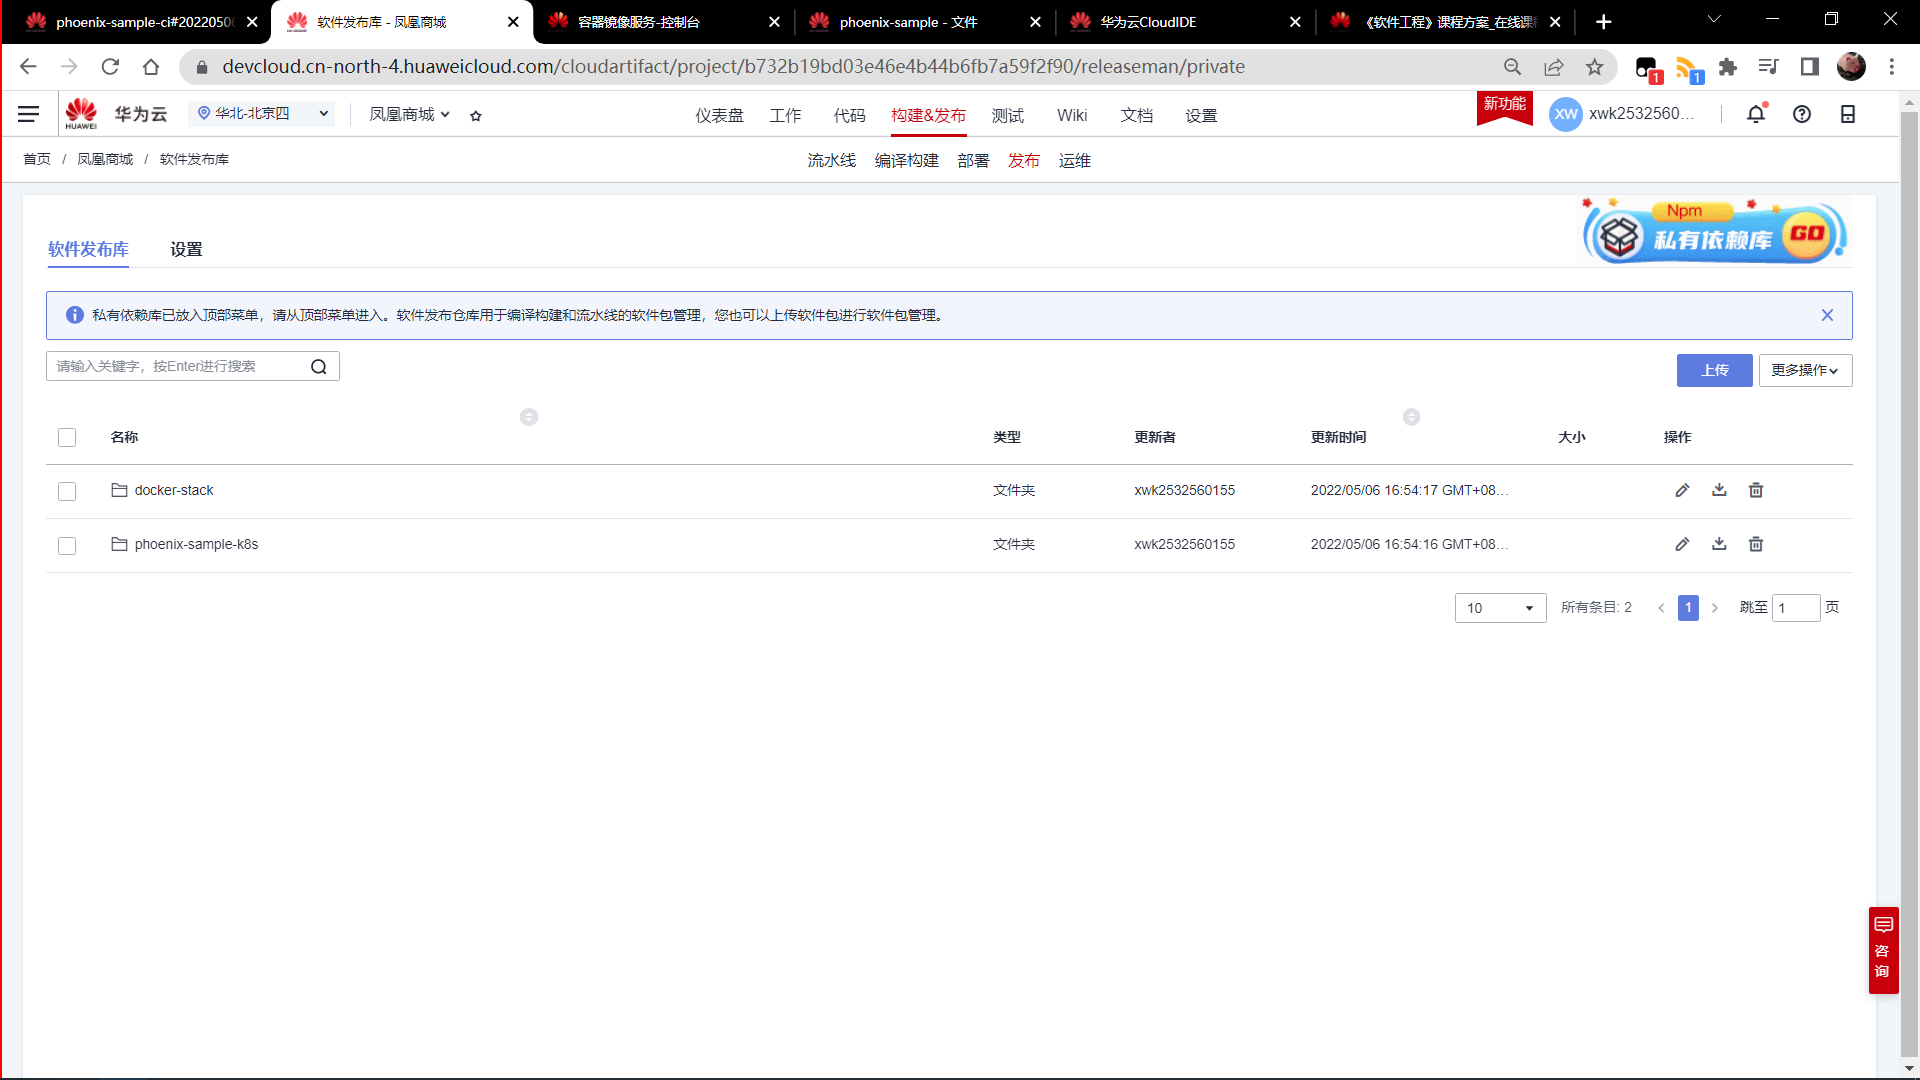 phoenix-sample-ci#2022050
软件发布库 - 凤凰商城
容器镜像服务-控制台
phoenix-sample - 文件
华为云CloudIDE
《软件工程》课程方案_在线课
devcloud.cn-north-4.huaweicloud.com/cloudartifact/project/b732b19bd03e46e4b44b6fb7a59f2f90/releaseman/private
1
1
HUAWEI
华为云
华北-北京四
凤凰商城
仪表盘 工作 代码 构建&发布 测试 Wiki 文档 设置
新功能
XW
xwk2532560...
首页 / 凤凰商城 / 软件发布库
流水线 编译构建 部署 发布 运维
软件发布库 设置
Npm
私有依赖库 GO
私有依赖库已放入顶部菜单，请从顶部菜单进入。软件发布仓库用于编译构建和流水线的软件包管理，您也可以上传软件包进行软件包管理。
请输入关键字，按Enter进行搜索
上传 更多操作
名称 类型 更新者 更新时间 大小 操作
docker-stack 文件夹 xwk2532560155 2022/05/06 16:54:17 GMT+08...
phoenix-sample-k8s 文件夹 xwk2532560155 2022/05/06 16:54:16 GMT+08...
10 所有条目: 2 < 1 > 跳至 1 页
咨
询